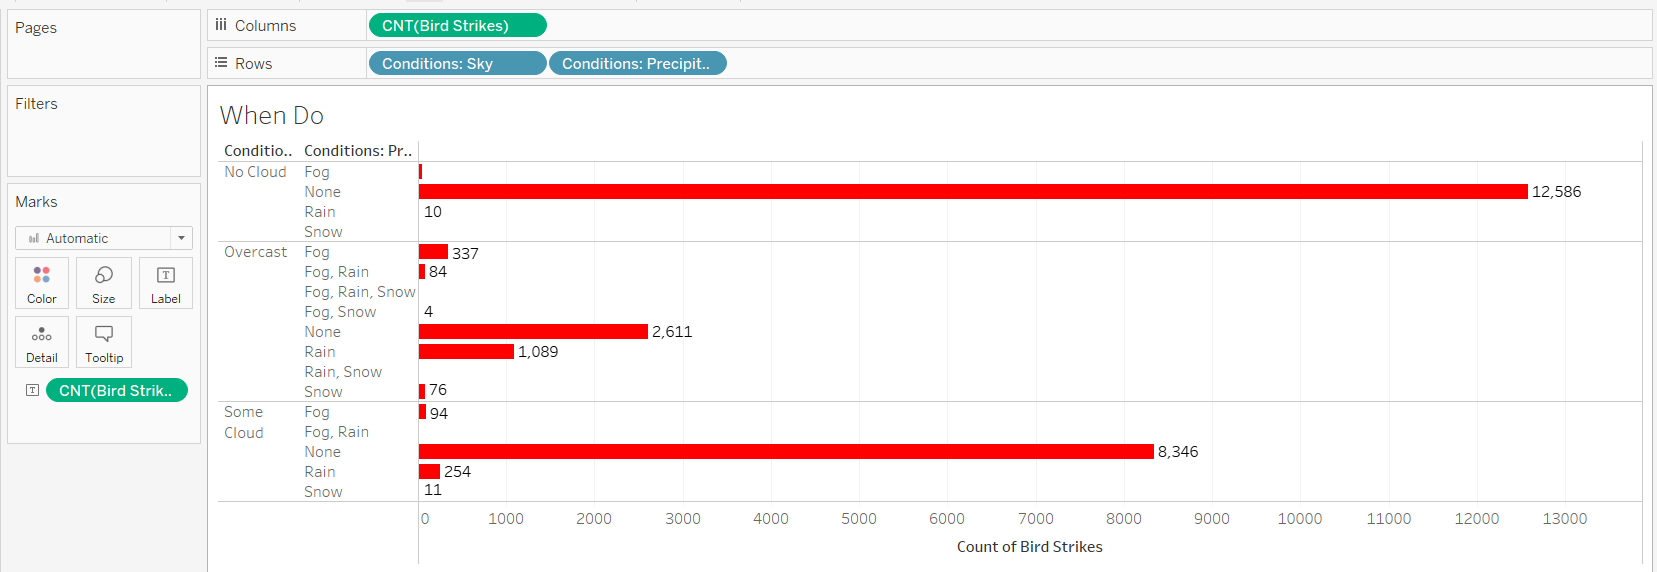 Pages
Columns CNT(Bird Strikes)
Rows Conditions: Sky Conditions: Precipit..
Filters
Marks
Automatic
Color Size Label
Detail Tooltip
CNT(Bird Strik..
When Do
Conditio.. Conditions: Pr..
No Cloud Fog
None 12,586
Rain 10
Snow
Overcast Fog 337
Fog, Rain 84
Fog, Rain, Snow
Fog, Snow 4
None 2,611
Rain 1,089
Rain, Snow
Snow 76
Some Cloud Fog 94
Fog, Rain
None 8,346
Rain 254
Snow 11
0 1000 2000 3000 4000 5000 6000 7000 8000 9000 10000 11000 12000 13000
Count of Bird Strikes